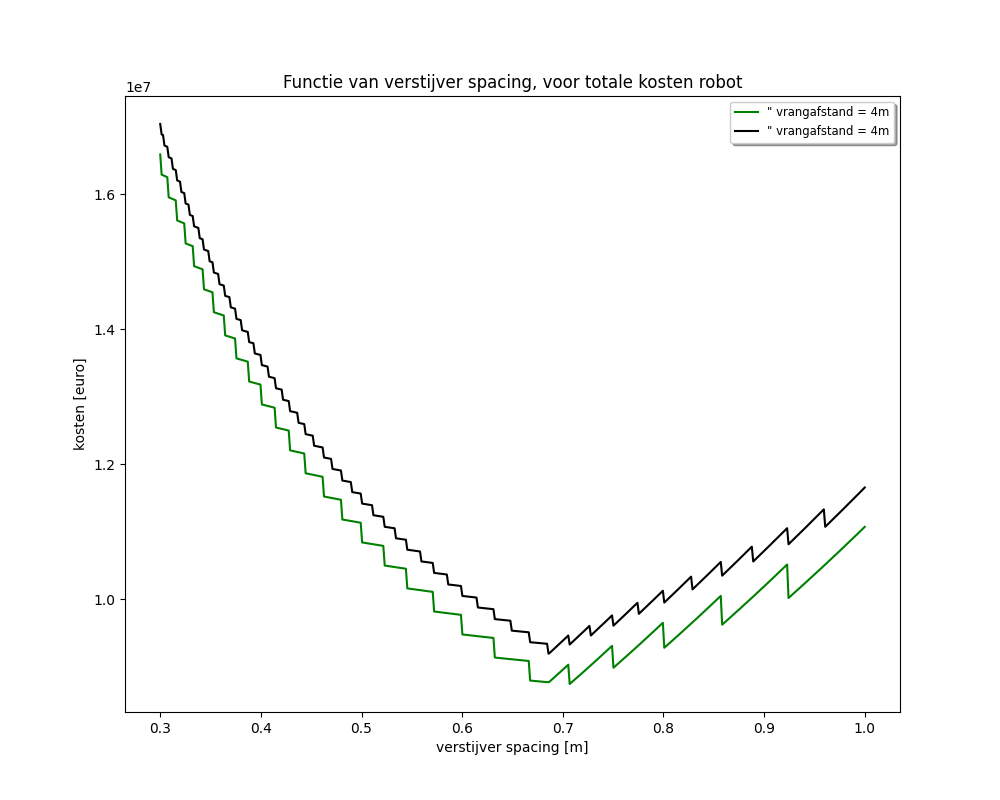 Functie van verstijver spacing, voor totale kosten robot
1e7
" vrangafstand = 4m
" vrangafstand = 4m
1.6
1.4
1.2
1.0
kosten [euro]
0.3 0.4 0.5 0.6 0.7 0.8 0.9 1.0
verstijver spacing [m]